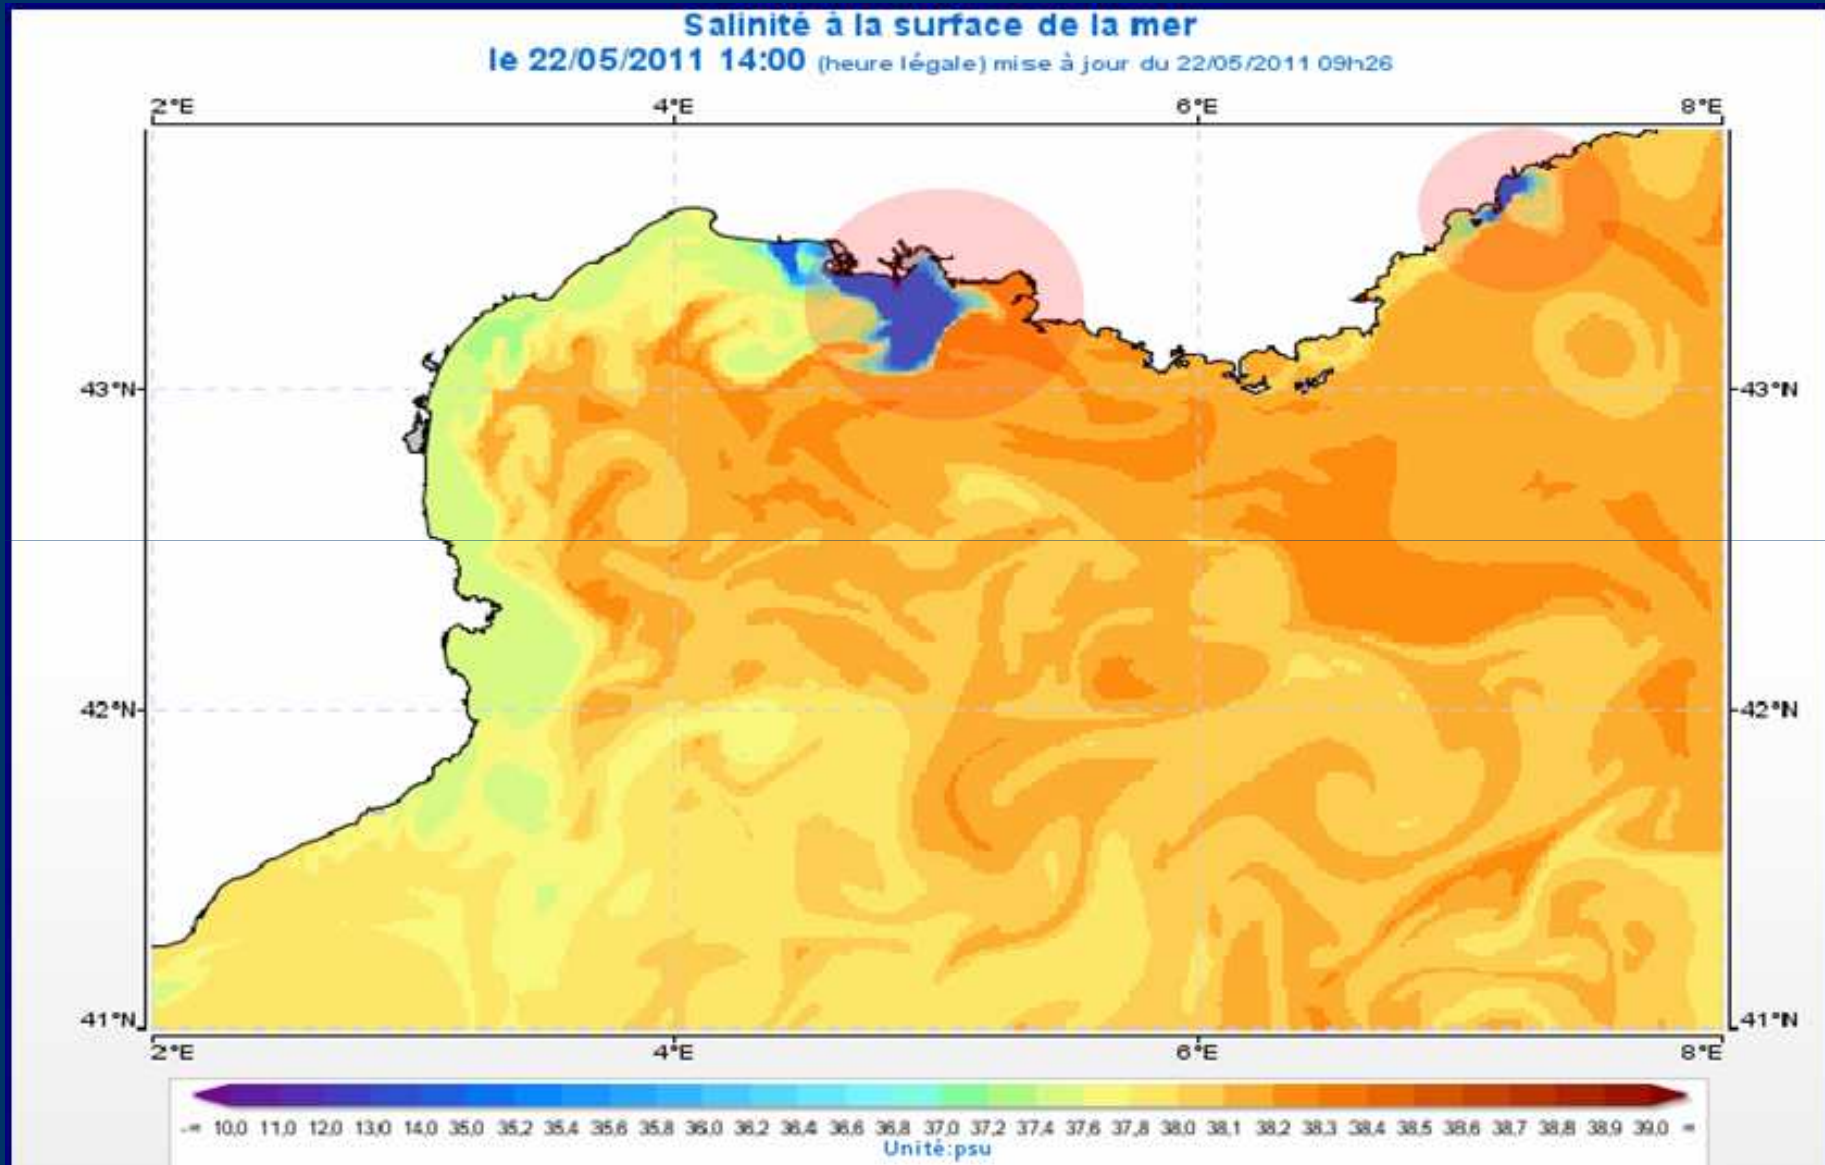 Salinité à la surface de la mer
le 22/05/2011 14:00 (heure légale) mise à jour du 22/05/2011 09h26
2°E 4°E 6°E 8°E
43°N 43°N
42°N 42°N
41°N 41°N
2°E 4°E 6°E 8°E
-∞ 10,0 11,0 12,0 13,0 14,0 35,0 35,2 35,4 35,6 35,8 36,0 36,2 36,4 36,6 36,8 37,0 37,2 37,4 37,6 37,8 38,0 38,1 38,2 38,3 38,4 38,5 38,6 38,7 38,8 38,9 39,0 ∞
Unité:psu